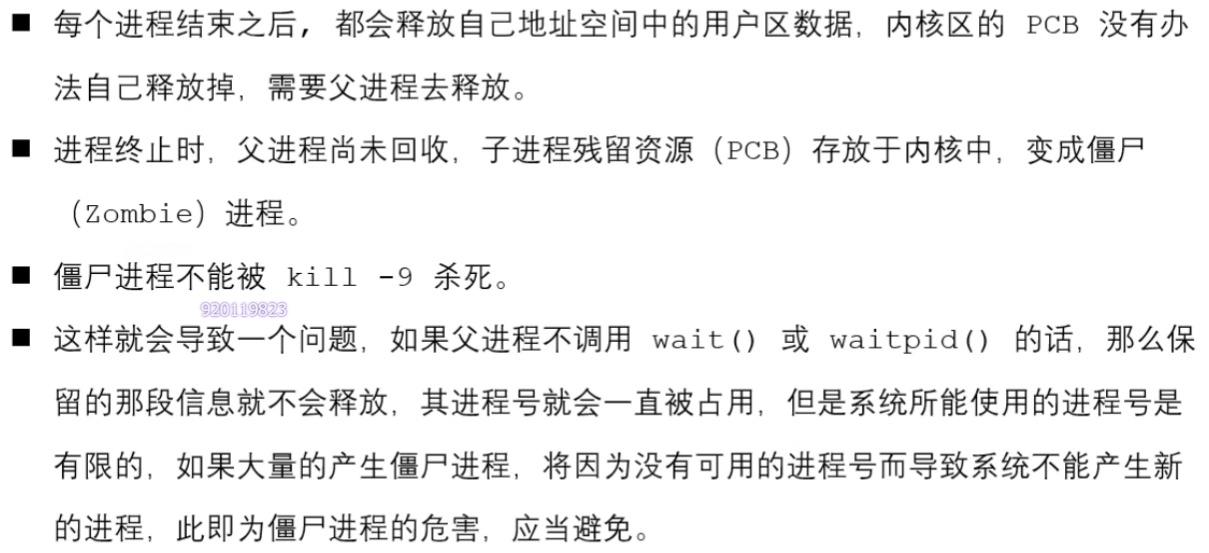 ■ 每个进程结束之后, 都会释放自己地址空间中的用户区数据，内核区的 PCB 没有办
法自己释放掉，需要父进程去释放。
■ 进程终止时，父进程尚未回收，子进程残留资源（PCB）存放于内核中，变成僵尸
（Zombie）进程。
■ 僵尸进程不能被 kill -9 杀死。
920119823
■ 这样就会导致一个问题，如果父进程不调用 wait() 或 waitpid() 的话，那么保
留的那段信息就不会释放，其进程号就会一直被占用，但是系统所能使用的进程号是
有限的，如果大量的产生僵尸进程，将因为没有可用的进程号而导致系统不能产生新
的进程，此即为僵尸进程的危害，应当避免。